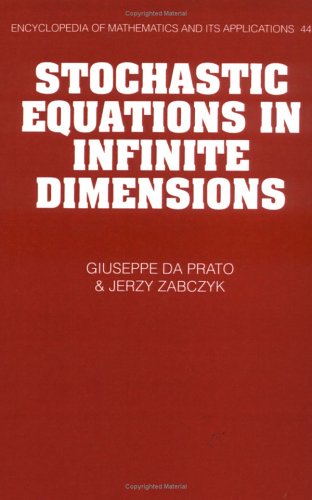 ENCYCLOPEDIA OF MATHEMATICS AND ITS APPLICATIONS 44
STOCHASTIC
EQUATIONS IN
INFINITE
DIMENSIONS
GIUSEPPE DA PRATO
& JERZY ZABCZYK